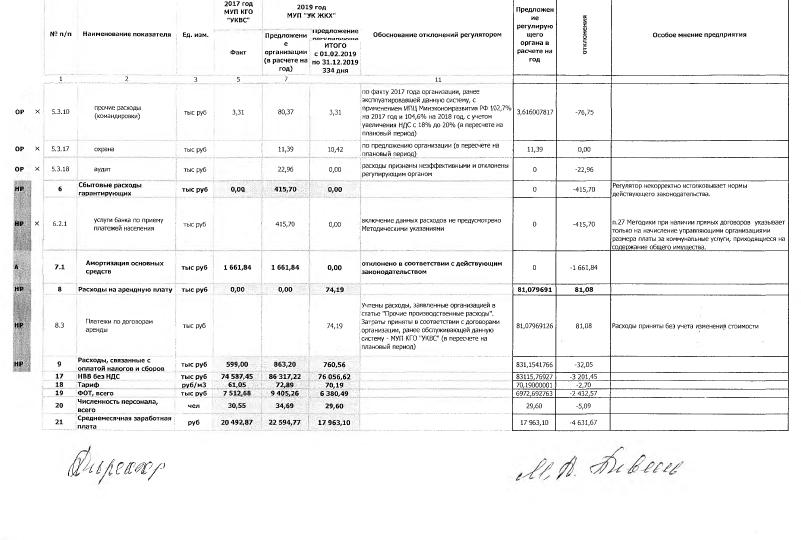 2017 год МУП КГО "УКВС"
2019 год МУП "УК ЖКХ"
№ п/п Наименование показателя Ед. изм. Факт Предложение организации (в расчете на год) Предложение ИТОГО с 01.02.2019 по 31.12.2019 334 дня Обоснование отклонений регулятором Предложение регулирующего органа в расчете на год отклонения Особое мнение предприятия
1 2 3 5 7 11
ОР × 5.3.10 прочие расходы (командировки) тыс руб 3,31 80,37 3,31 по факту 2017 года организации, ранее эксплуатировавшей данную систему, с применением ИПЦ Минэкономразвития РФ 102,7% на 2017 год и 104,6% на 2018 год, с учетом увеличения НДС с 18% до 20% (в пересчете на плановый период) 3,616007817 -76,75
ОР × 5.3.17 охрана тыс руб 11,39 10,42 по предложению организации (в пересчете на плановый период) 11,39 0,00
ОР × 5.3.18 аудит тыс руб 22,96 0,00 расходы признаны неэффективными и отклонены регулирующим органом 0 -22,96
НР 6 Сбытовые расходы гарантирующих тыс руб 0,00 415,70 0,00 0 -415,70 Регулятор некорректно истолковывает нормы действующего законодательства.
НР × 6.2.1 услуги банка по приему платежей населения тыс руб 415,70 0,00 включение данных расходов не предусмотрено Методическими указаниями 0 -415,70 п.27 Методики при наличии прямых договоров указывает только на начисление управляющими организациями размера платы за коммунальные услуги, приходящиеся на содержание общего имущества.
А 7.1 Амортизация основных средств тыс руб 1 661,84 1 661,84 0,00 отклонено в соответствии с действующим законодательством 0 -1 661,84
НР 8 Расходы на арендную плату тыс руб 0,00 0,00 74,19 81,079691 81,08
НР 8.3 Платежи по договорам аренды тыс руб 74,19 Учтены расходы, заявленные организацией в статье "Прочие производственные расходы". Затраты приняты в соответствии с договорами организации, ранее обслуживающей данную систему - МУП КГО "УКВС" (в пересчете на плановый период) 81,07969126 81,08 Расходы приняты без учета изменения стоимости
НР 9 Расходы, связанные с оплатой налогов и сборов тыс руб 599,00 863,20 760,56 831,1541766 -32,05
17 НВВ без НДС тыс руб 74 587,45 86 317,22 76 056,62 83115,76927 -3 201,45
18 Тариф руб/м3 61,05 72,89 70,19 70,19000001 -2,70
19 ФОТ, всего тыс руб 7 512,68 9 405,26 6 380,49 6972,692763 -2 432,57
20 Численность персонала, всего чел 30,55 34,69 29,60 29,60 -5,09
21 Среднемесячная заработная плата руб 20 492,87 22 594,77 17 963,10 17 963,10 -4 631,67
Директор